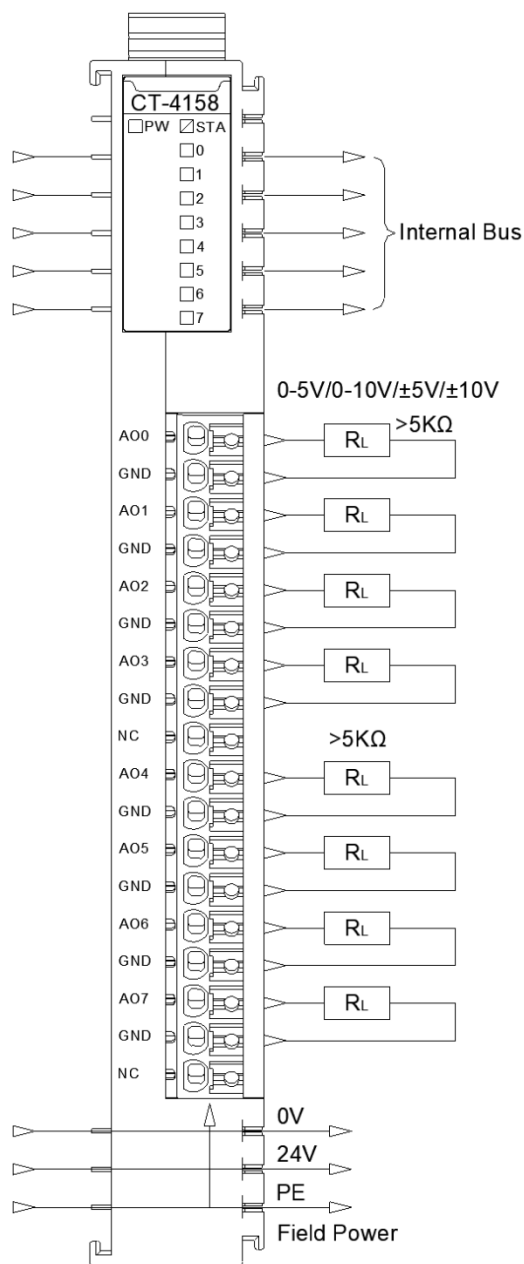 CT-4158
PW STA
0
1
2
3
4
5
6
7
Internal Bus
0-5V/0-10V/±5V/±10V
>5KΩ
AO0 RL
GND
AO1 RL
GND
AO2 RL
GND
AO3 RL
GND
NC
>5KΩ
AO4 RL
GND
AO5 RL
GND
AO6 RL
GND
AO7 RL
GND
NC
0V
24V
PE
Field Power